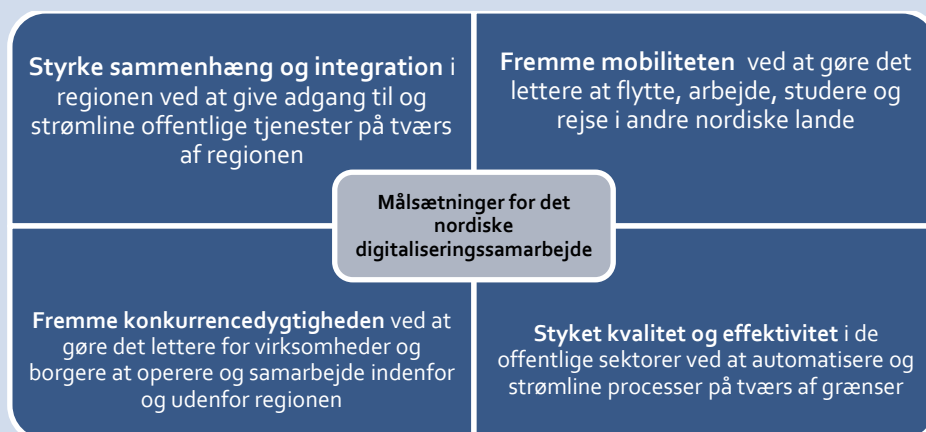 Styrke sammenhæng og integration i
regionen ved at give adgang til og
strømline offentlige tjenester på tværs
af regionen
Fremme mobiliteten ved at gøre det
lettere at flytte, arbejde, studere og
rejse i andre nordiske lande
Målsætninger for det
nordiske
digitaliseringssamarbejde
Fremme konkurrencedygtigheden ved at
gøre det lettere for virksomheder og
borgere at operere og samarbejde indenfor
og udenfor regionen
Styket kvalitet og effektivitet i de
offentlige sektorer ved at automatisere og
strømline processer på tværs af grænser